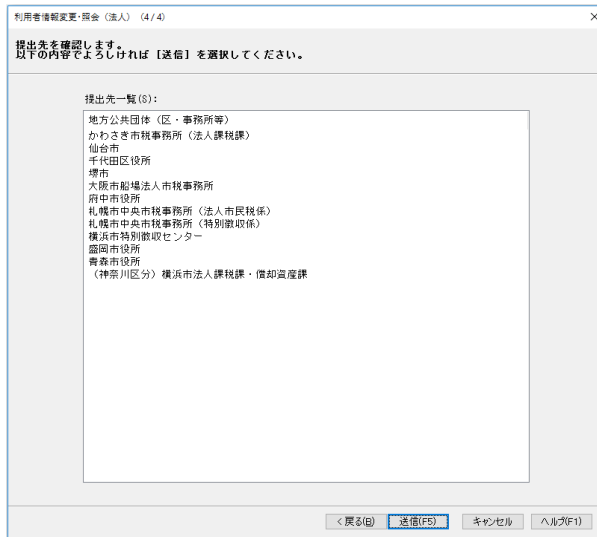 利用者情報変更・照会（法人） (4/4)
×
提出先を確認します。
以下の内容でよろしければ［送信］を選択してください。
提出先一覧(S):
地方公共団体（区・事務所等）
かわさき市税事務所（法人課税課）
仙台市
千代田区役所
堺市
大阪市船場法人市税事務所
府中市役所
札幌市中央市税事務所（法人市民税係）
札幌市中央市税事務所（特別徴収係）
横浜市特別徴収センター
盛岡市役所
青森市役所
（神奈川区分）横浜市法人課税課・償却資産課
<戻る(B) 送信(F5) キャンセル ヘルプ(F1)